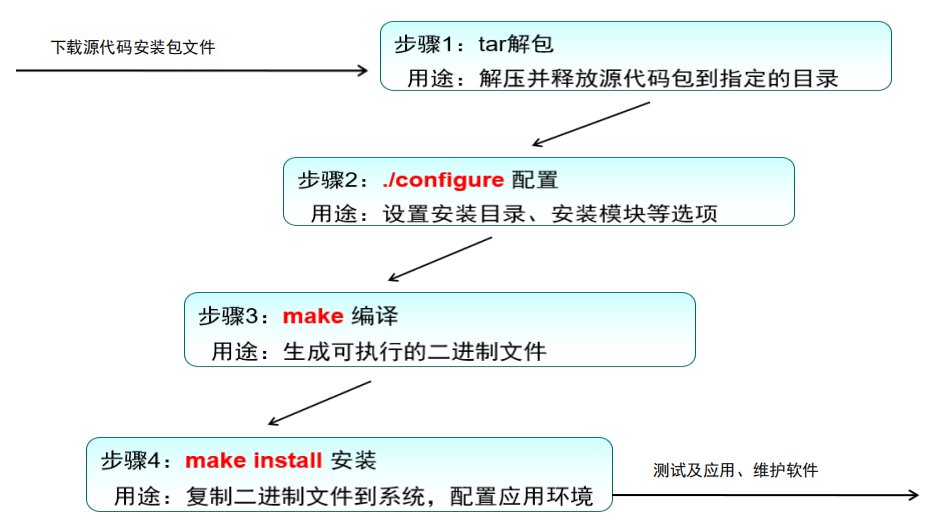 下载源代码安装包文件
步骤1：tar解包
用途：解压并释放源代码包到指定的目录
步骤2：./configure 配置
用途：设置安装目录、安装模块等选项
步骤3：make 编译
用途：生成可执行的二进制文件
步骤4：make install 安装
用途：复制二进制文件到系统，配置应用环境
测试及应用、维护软件